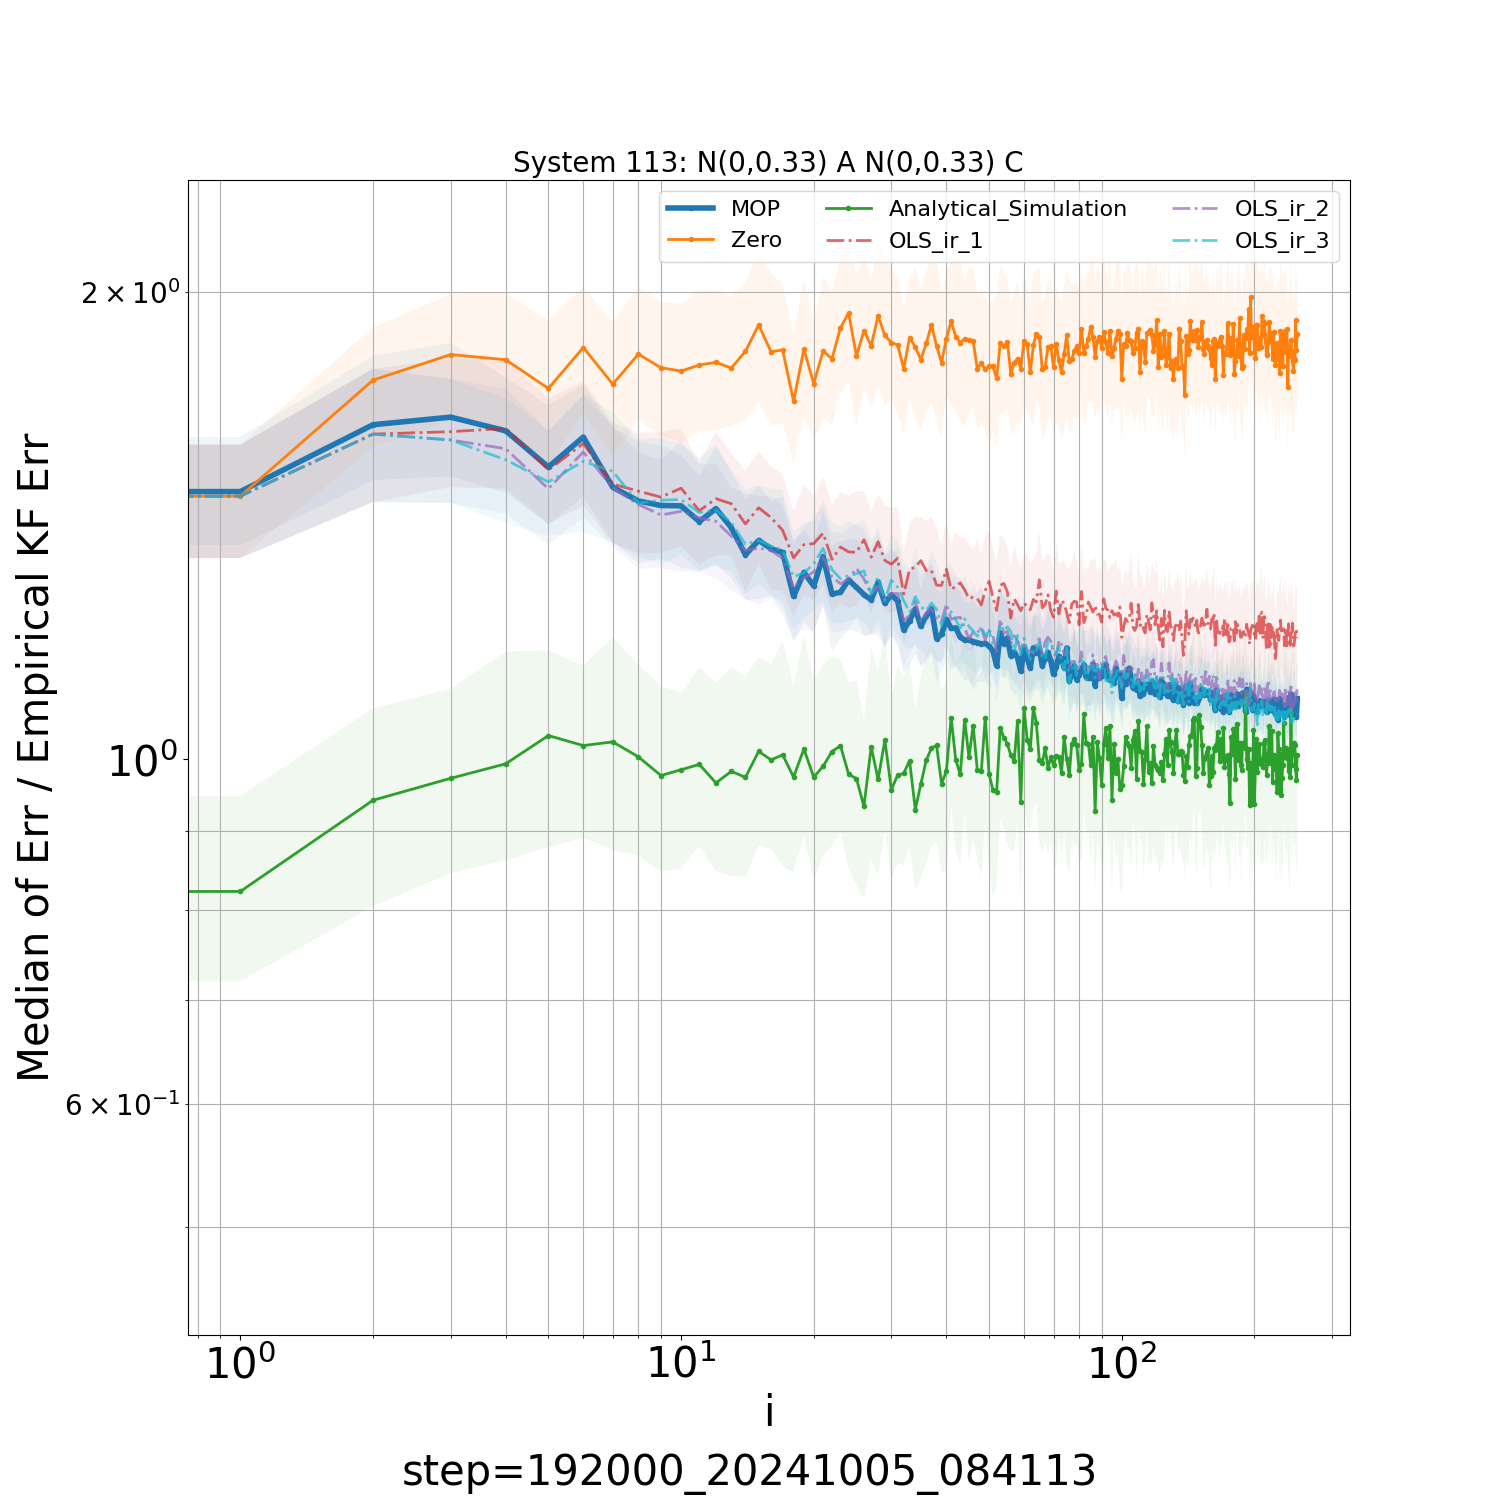 System 113: N(0,0.33) A N(0,0.33) C
MOP
Zero
Analytical_Simulation
OLS_ir_1
OLS_ir_2
OLS_ir_3
Median of Err / Empirical KF Err
2 × 10⁰
10⁰
6 × 10⁻¹
10⁰ 10¹ 10²
i
step=192000_20241005_084113